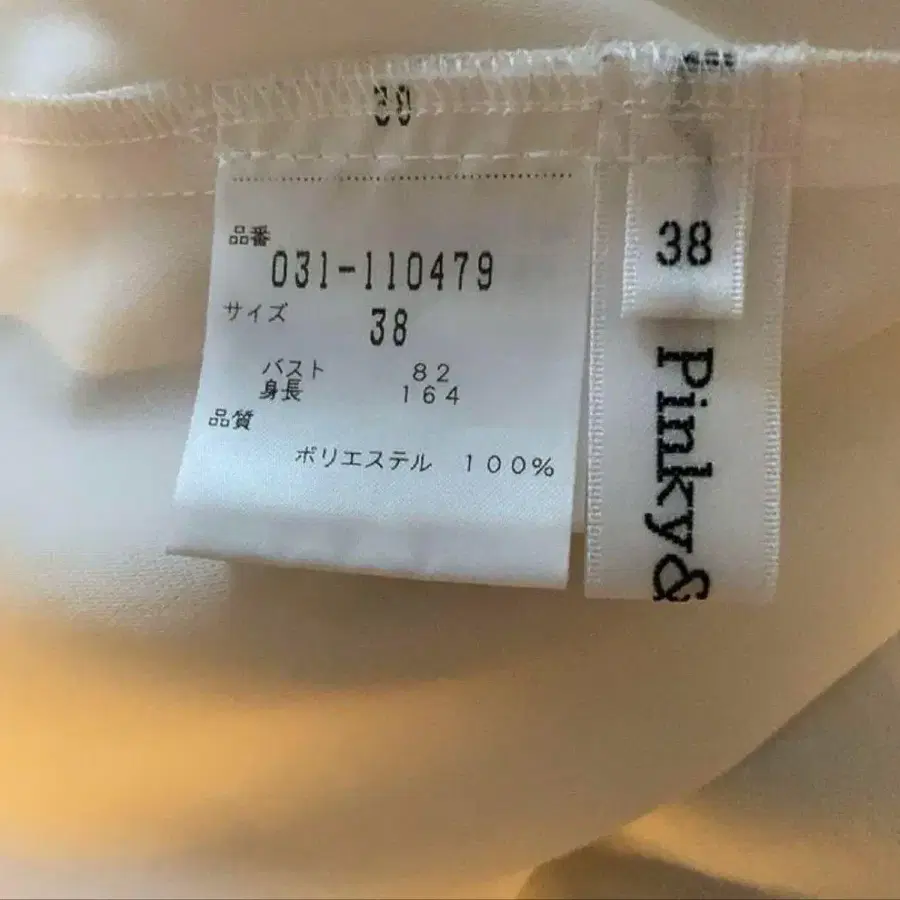 品番
031-110479
サイズ 38
バスト 82
身長 164
品質
ポリエステル 100%
38
Pinky&